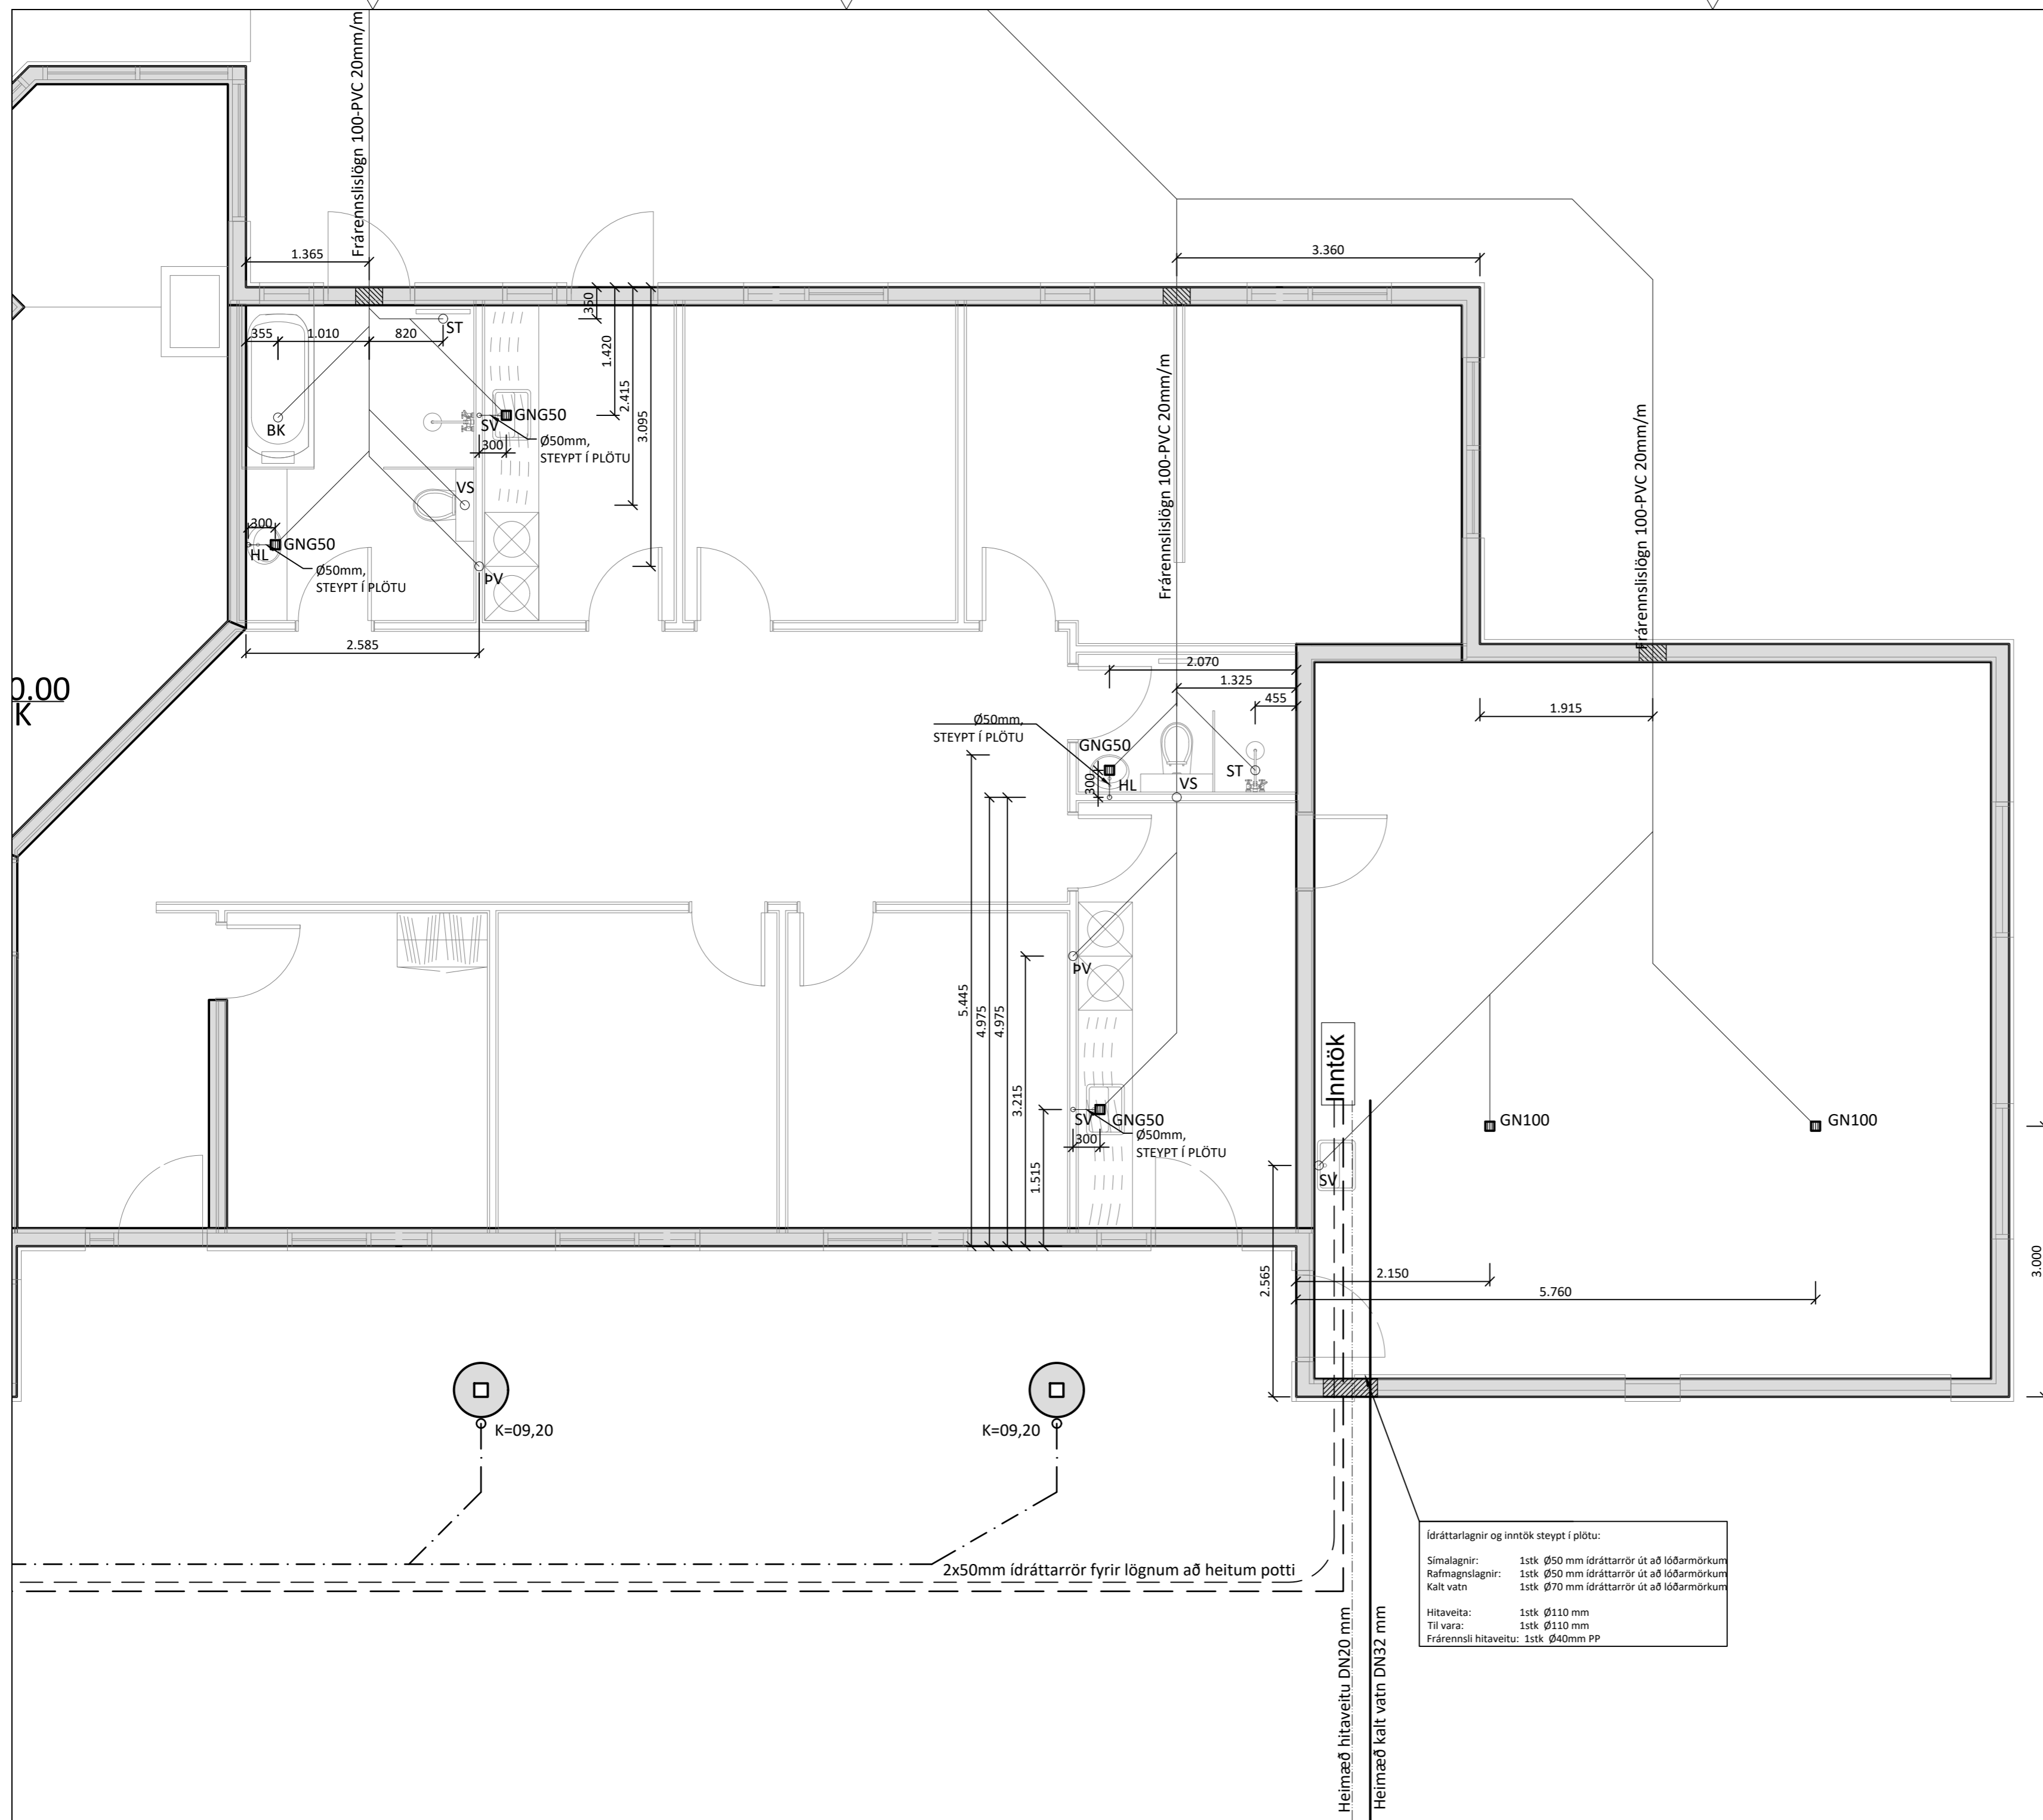 Frárennslislögn 100-PVC 20mm/m
1.365
3.360
350
ST
355
1.010
820
1.420
2.415
3.095
BK
SV
GNG50
300
Ø50mm,
STEYPT Í PLÖTU
VS
300
GNG50
HL
Ø50mm,
STEYPT Í PLÖTU
ÞV
2.585
Frárennslislögn 100-PVC 20mm/m
Frárennslislögn 100-PVC 20mm/m
0.00
K
2.070
1.325
455
1.915
Ø50mm,
STEYPT Í PLÖTU
GNG50
300
HL
VS
ST
ÞV
5.445
4.975
4.975
3.215
1.515
Inntök
SV
GNG50
300
Ø50mm,
STEYPT Í PLÖTU
GN100
GN100
SV
2.565
2.150
5.760
3.000
K=09,20
K=09,20
2x50mm ídráttarrör fyrir lögnum að heitum potti
Ídráttarlagnir og inntök steypt í plötu:
Símalagnir: 1stk Ø50 mm ídráttarrör út að lóðarmörkum
Rafmagnslagnir: 1stk Ø50 mm ídráttarrör út að lóðarmörkum
Kalt vatn 1stk Ø70 mm ídráttarrör út að lóðarmörkum
Hitaveita: 1stk Ø110 mm
Til vara: 1stk Ø110 mm
Frárennsli hitaveitu: 1stk Ø40mm PP
Heimæð hitaveitu DN20 mm
Heimæð kalt vatn DN32 mm